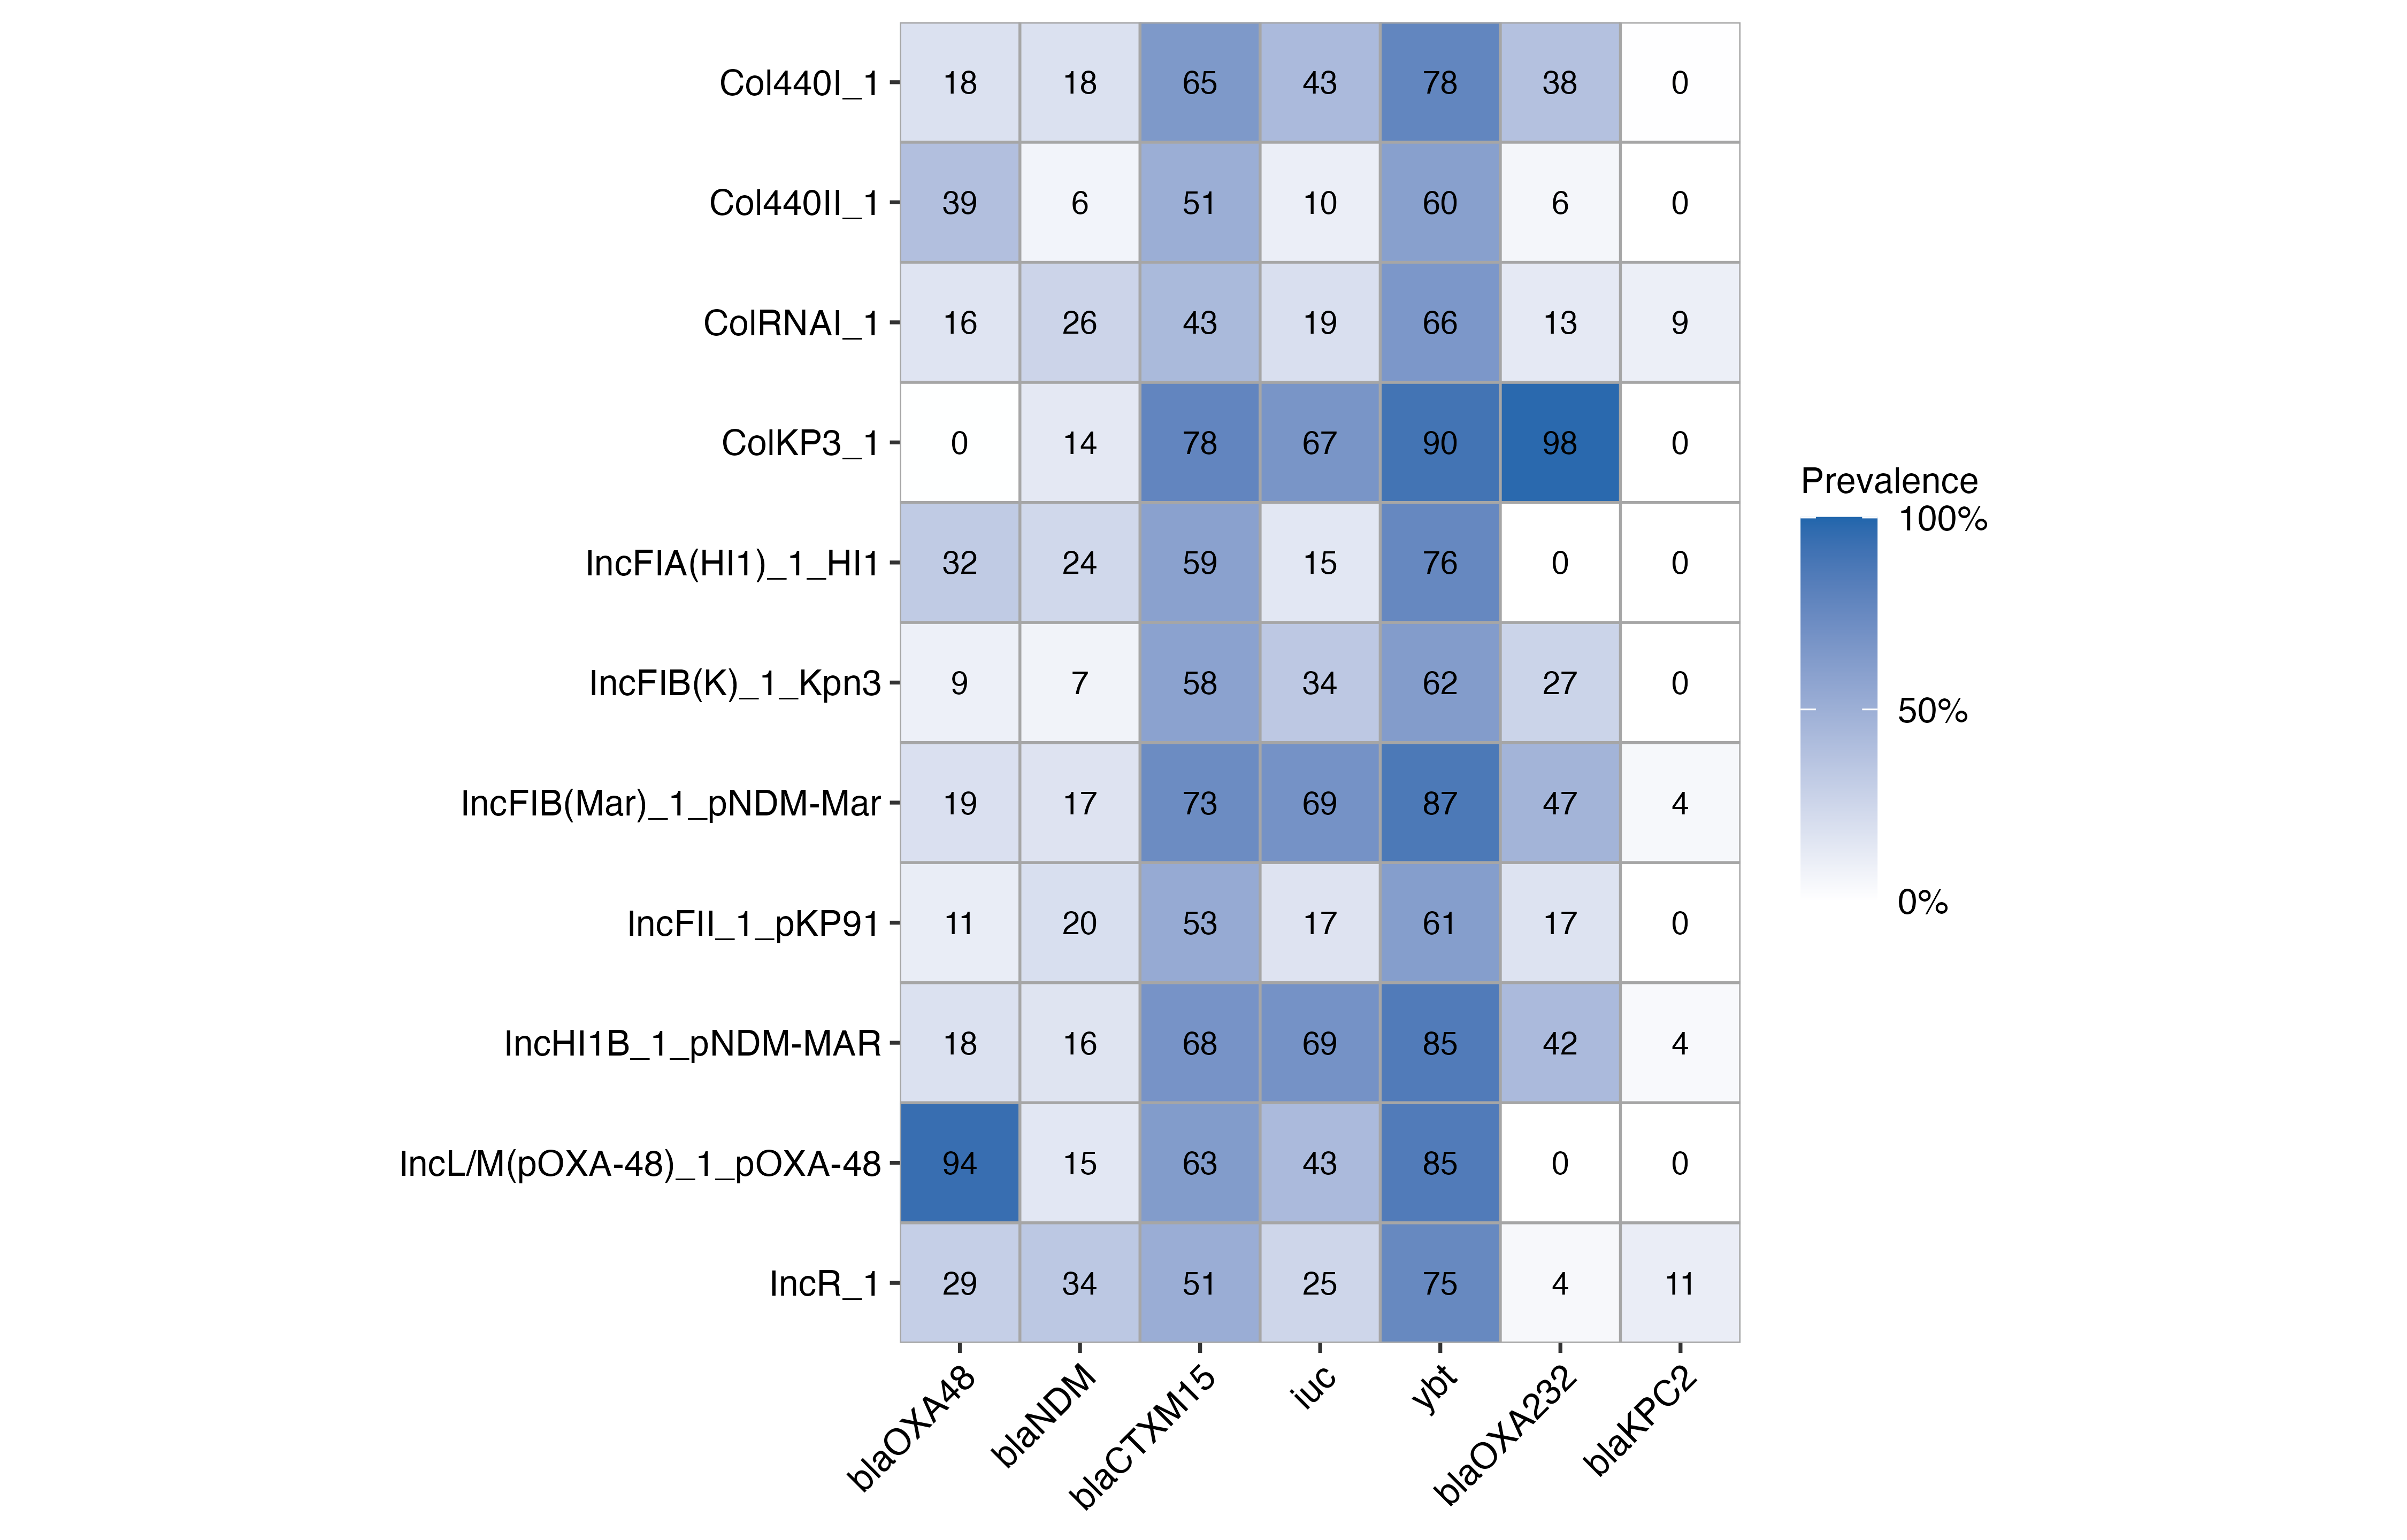 Col440I_1 18 18 65 43 78 38 0
Col440II_1 39 6 51 10 60 6 0
ColRNAI_1 16 26 43 19 66 13 9
ColKP3_1 0 14 78 67 90 98 0
IncFIA(HI1)_1_HI1 32 24 59 15 76 0 0
IncFIB(K)_1_Kpn3 9 7 58 34 62 27 0
IncFIB(Mar)_1_pNDM-Mar 19 17 73 69 87 47 4
IncFII_1_pKP91 11 20 53 17 61 17 0
IncHI1B_1_pNDM-MAR 18 16 68 69 85 42 4
IncL/M(pOXA-48)_1_pOXA-48 94 15 63 43 85 0 0
IncR_1 29 34 51 25 75 4 11
blaOXA48 blaNDM blaCTXM15 iuc ybt blaOXA232 blaKPC2
Prevalence
100%
50%
0%